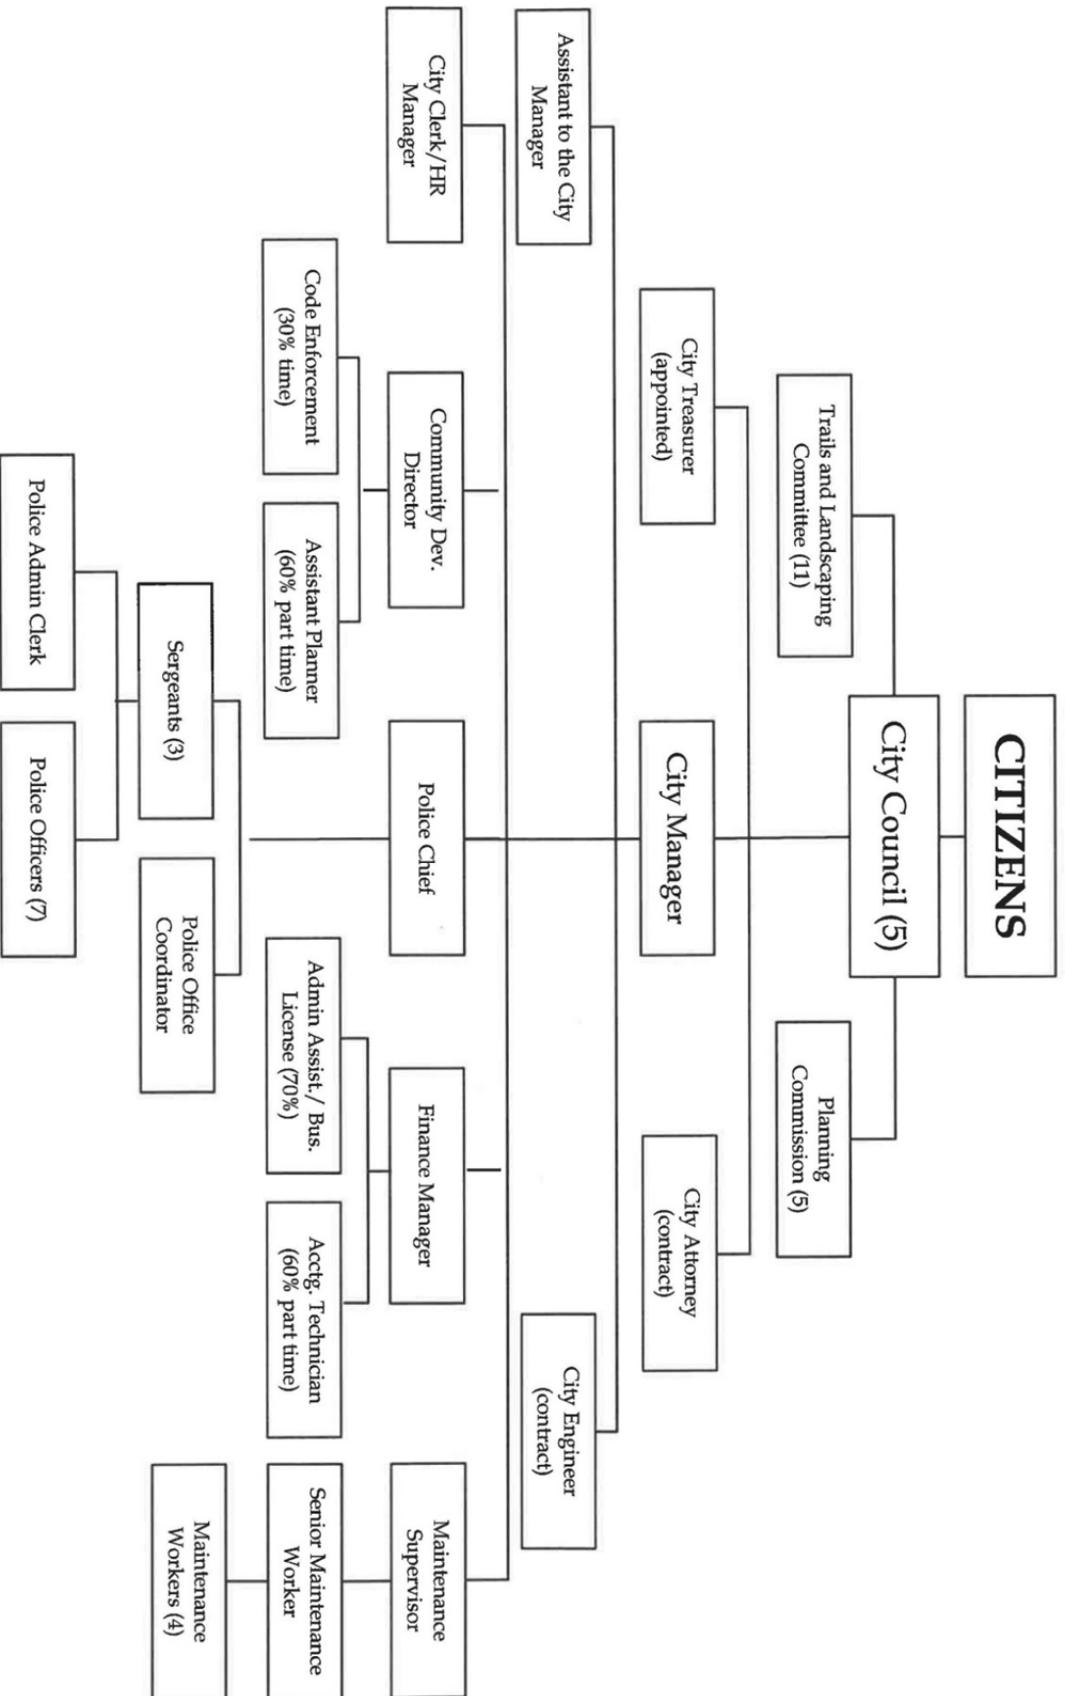 CITIZENS
City Council (5)
Trails and Landscaping
Committee (11)
Planning
Commission (5)
City Treasurer
(appointed)
City Manager
City Attorney
(contract)
Assistant to the City
Manager
City Engineer
(contract)
City Clerk/HR
Manager
Community Dev.
Director
Police Chief
Finance Manager
Maintenance
Supervisor
Code Enforcement
(30% time)
Assistant Planner
(60% part time)
Admin Assist./ Bus.
License (70%)
Acctg. Technician
(60% part time)
Senior Maintenance
Worker
Sergeants (3)
Police Office
Coordinator
Maintenance
Workers (4)
Police Admin Clerk
Police Officers (7)